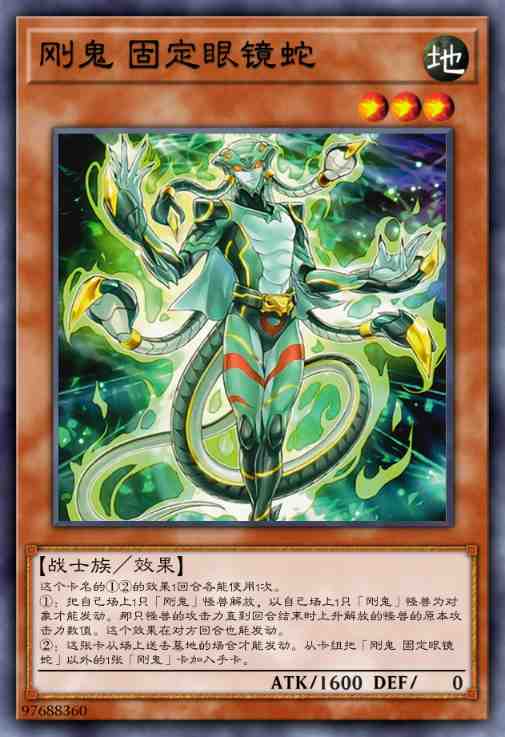 刚鬼 固定眼镜蛇
地
【战士族／效果】
这个卡名的①②的效果1回合各能使用1次。
①：把自己场上1只「刚鬼」怪兽解放，以自己场上1只「刚鬼」怪兽为对
象才能发动。那只怪兽的攻击力直到回合结束时上升解放的怪兽的原本攻
击力数值。这个效果在对方回合也能发动。
②：这张卡从场上送去墓地的场合才能发动。从卡组把「刚鬼 固定眼镜
蛇」以外的1张「刚鬼」卡加入手卡。
ATK/1600 DEF/ 0
97688360